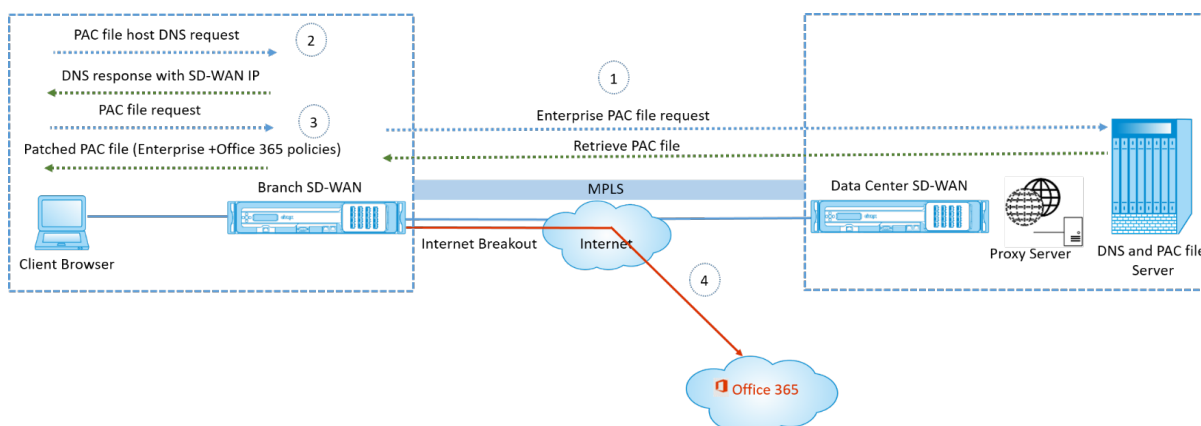 PAC file host DNS request
2
DNS response with SD-WAN IP
1
PAC file request
3
Enterprise PAC file request
Patched PAC file (Enterprise +Office 365 policies)
Retrieve PAC file
Branch SD-WAN
MPLS
Data Center SD-WAN
Internet Breakout
Internet
Client Browser
Proxy Server
DNS and PAC file
Server
4
Office 365